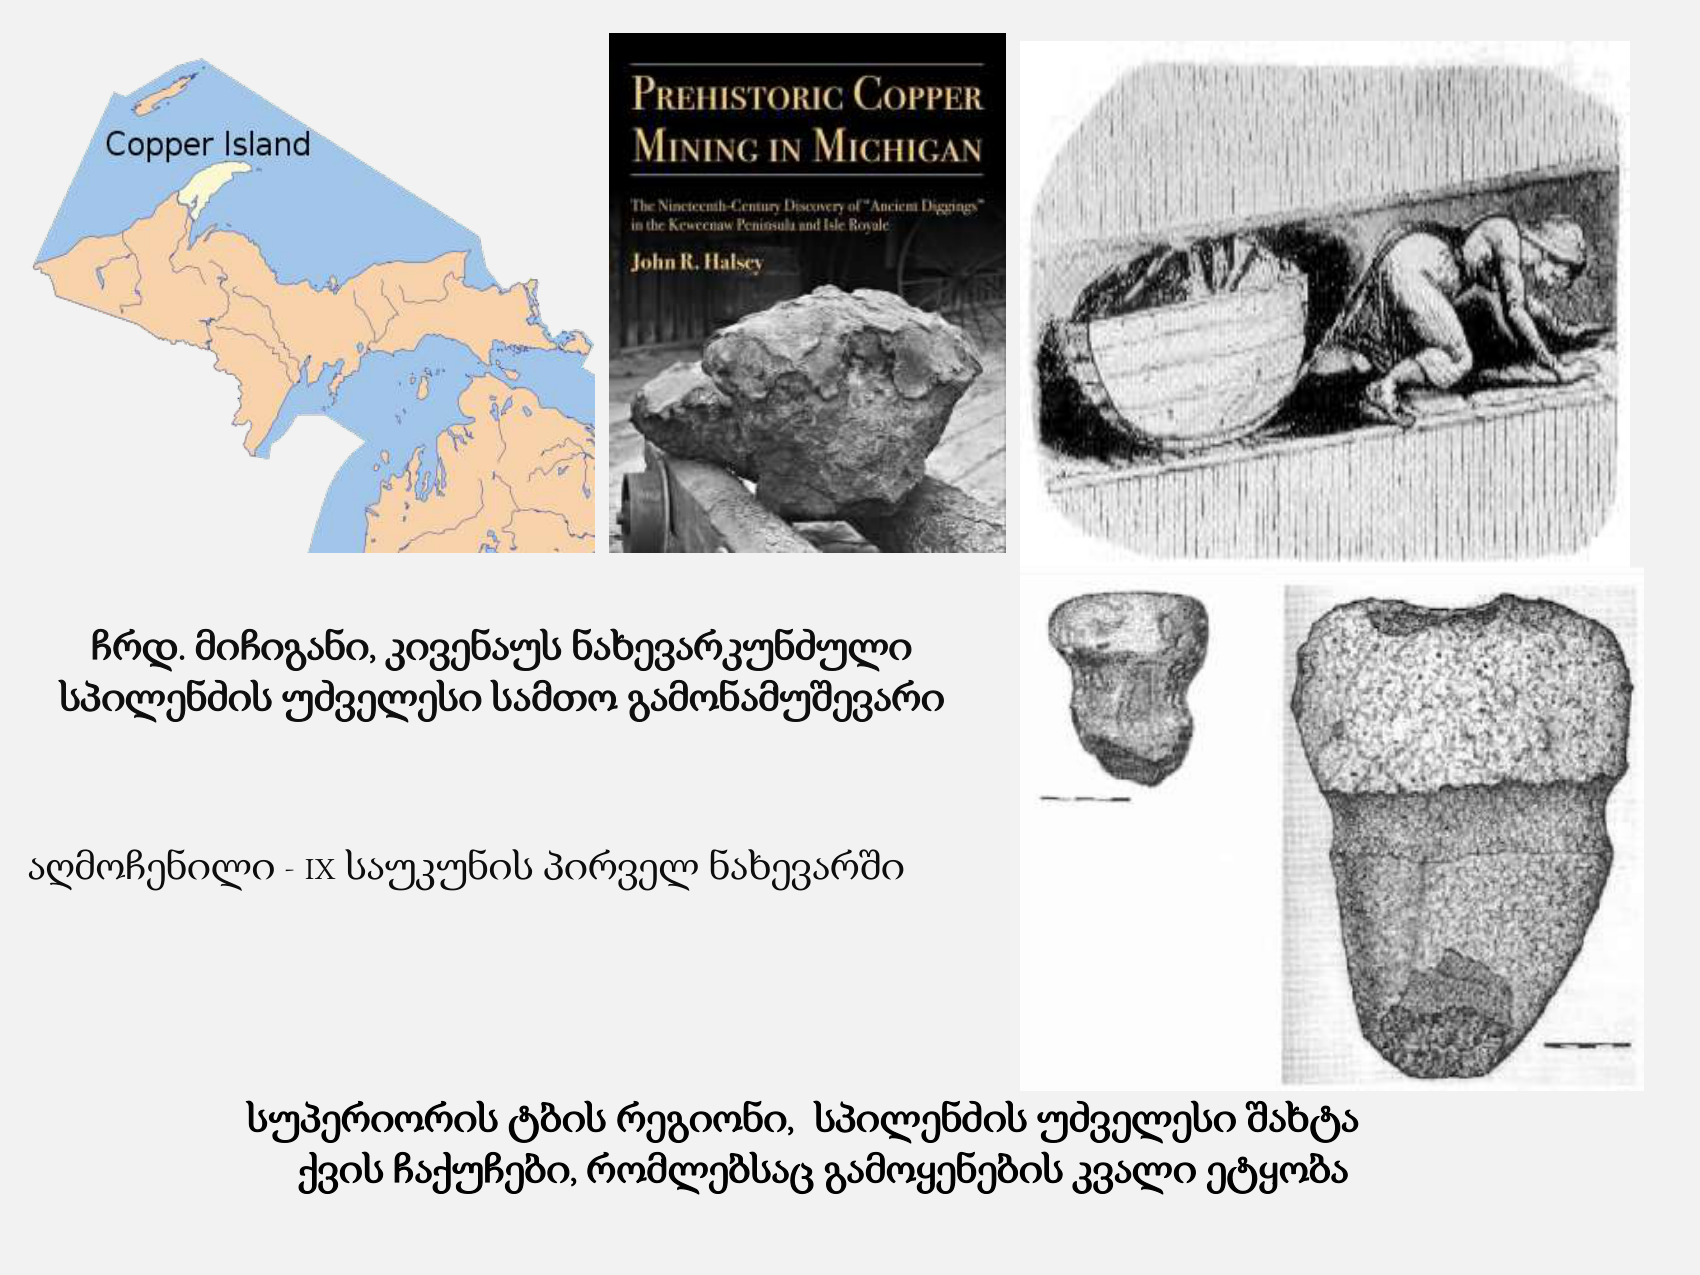 Copper Island
PREHISTORIC COPPER
MINING IN MICHIGAN
The Nineteenth-Century Discovery of "Ancient Diggings"
in the Keweenaw Peninsula and Isle Royale
John R. Halsey
ჩრდ. მიჩიგანი, კივენაუს ნახევარკუნძული
სპილენძის უძველესი სამთო გამონამუშევარი
აღმოჩენილი - IX საუკუნის პირველ ნახევარში
სუპერიორის ტბის რეგიონი, სპილენძის უძველესი შახტა
ქვის ჩაქუჩები, რომლებსაც გამოყენების კვალი ეტყობა